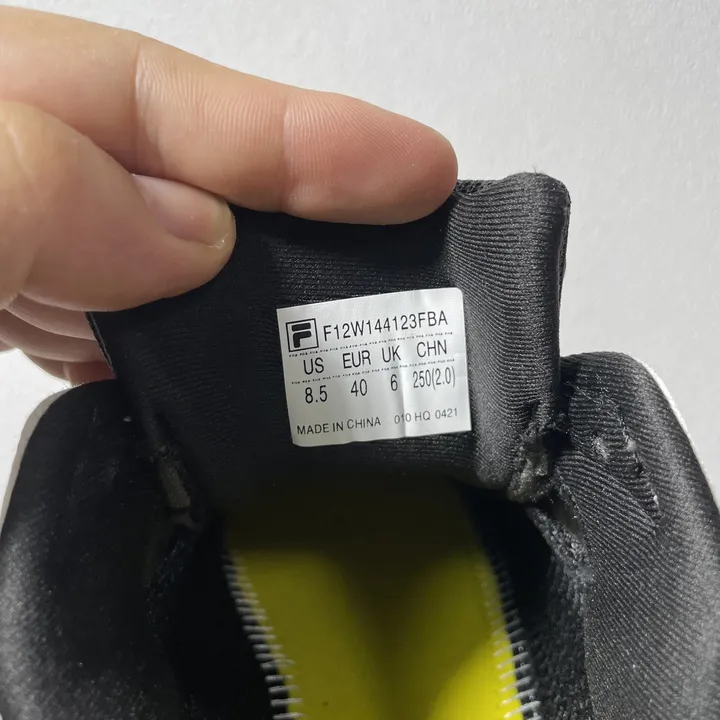 F F12W144123FBA
US EUR UK CHN
8.5 40 6 250(2.0)
MADE IN CHINA 010 HQ 0421